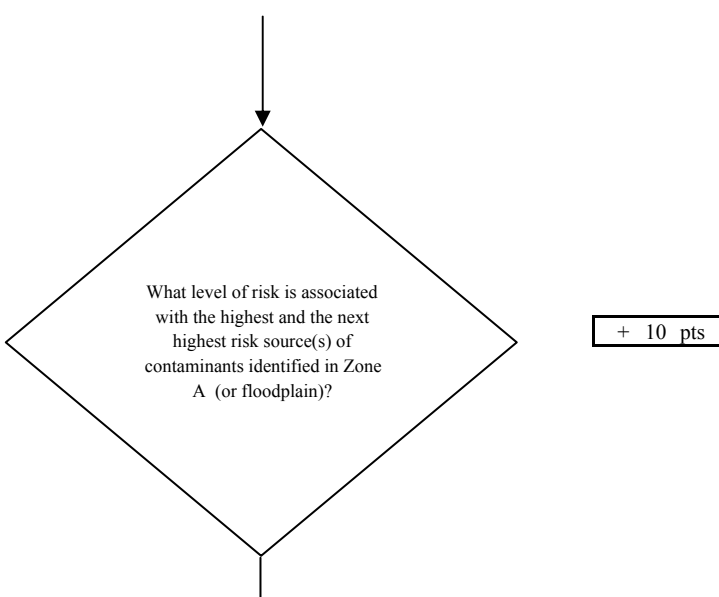 What level of risk is associated
with the highest and the next
highest risk source(s) of
contaminants identified in Zone
A (or floodplain)?
+ 10 pts